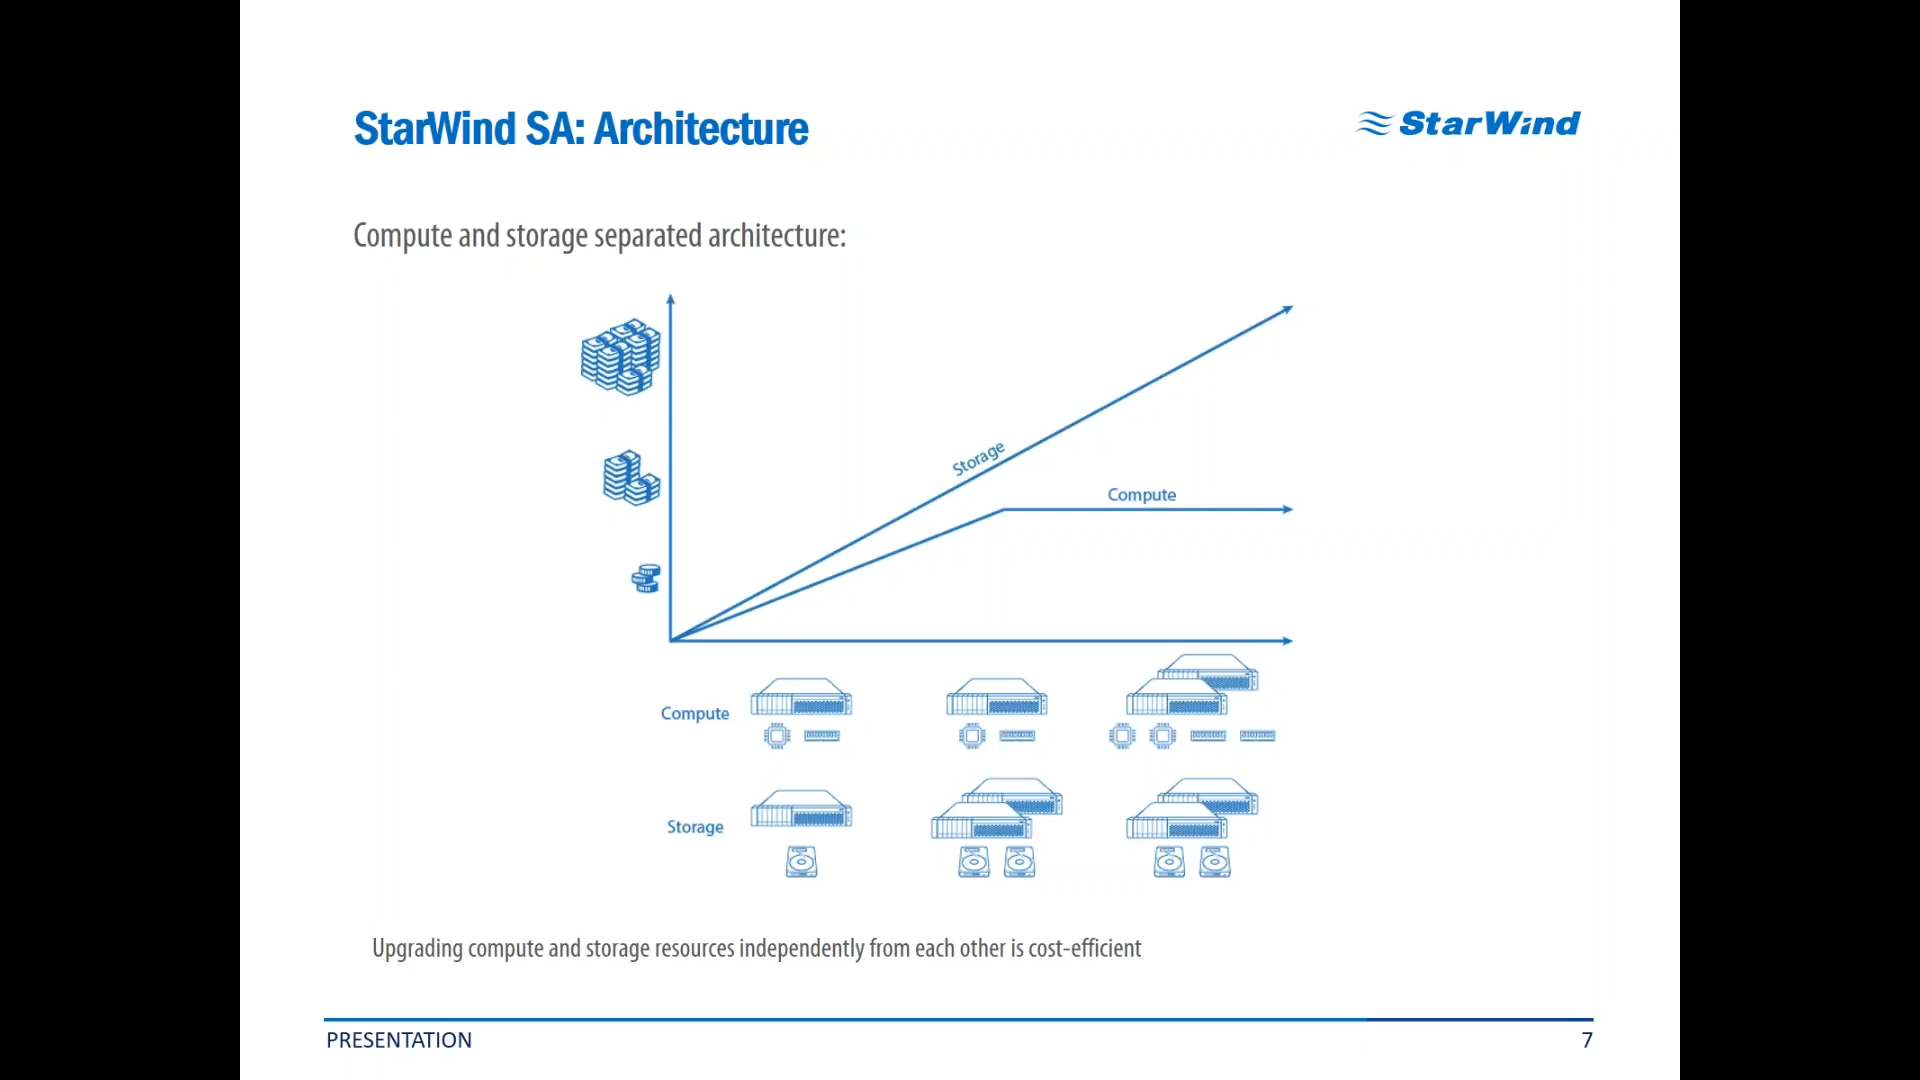 StarWind SA: Architecture
StarWind
Compute and storage separated architecture:
Storage
Compute
Compute
Storage
Upgrading compute and storage resources independently from each other is cost-efficient
PRESENTATION
7